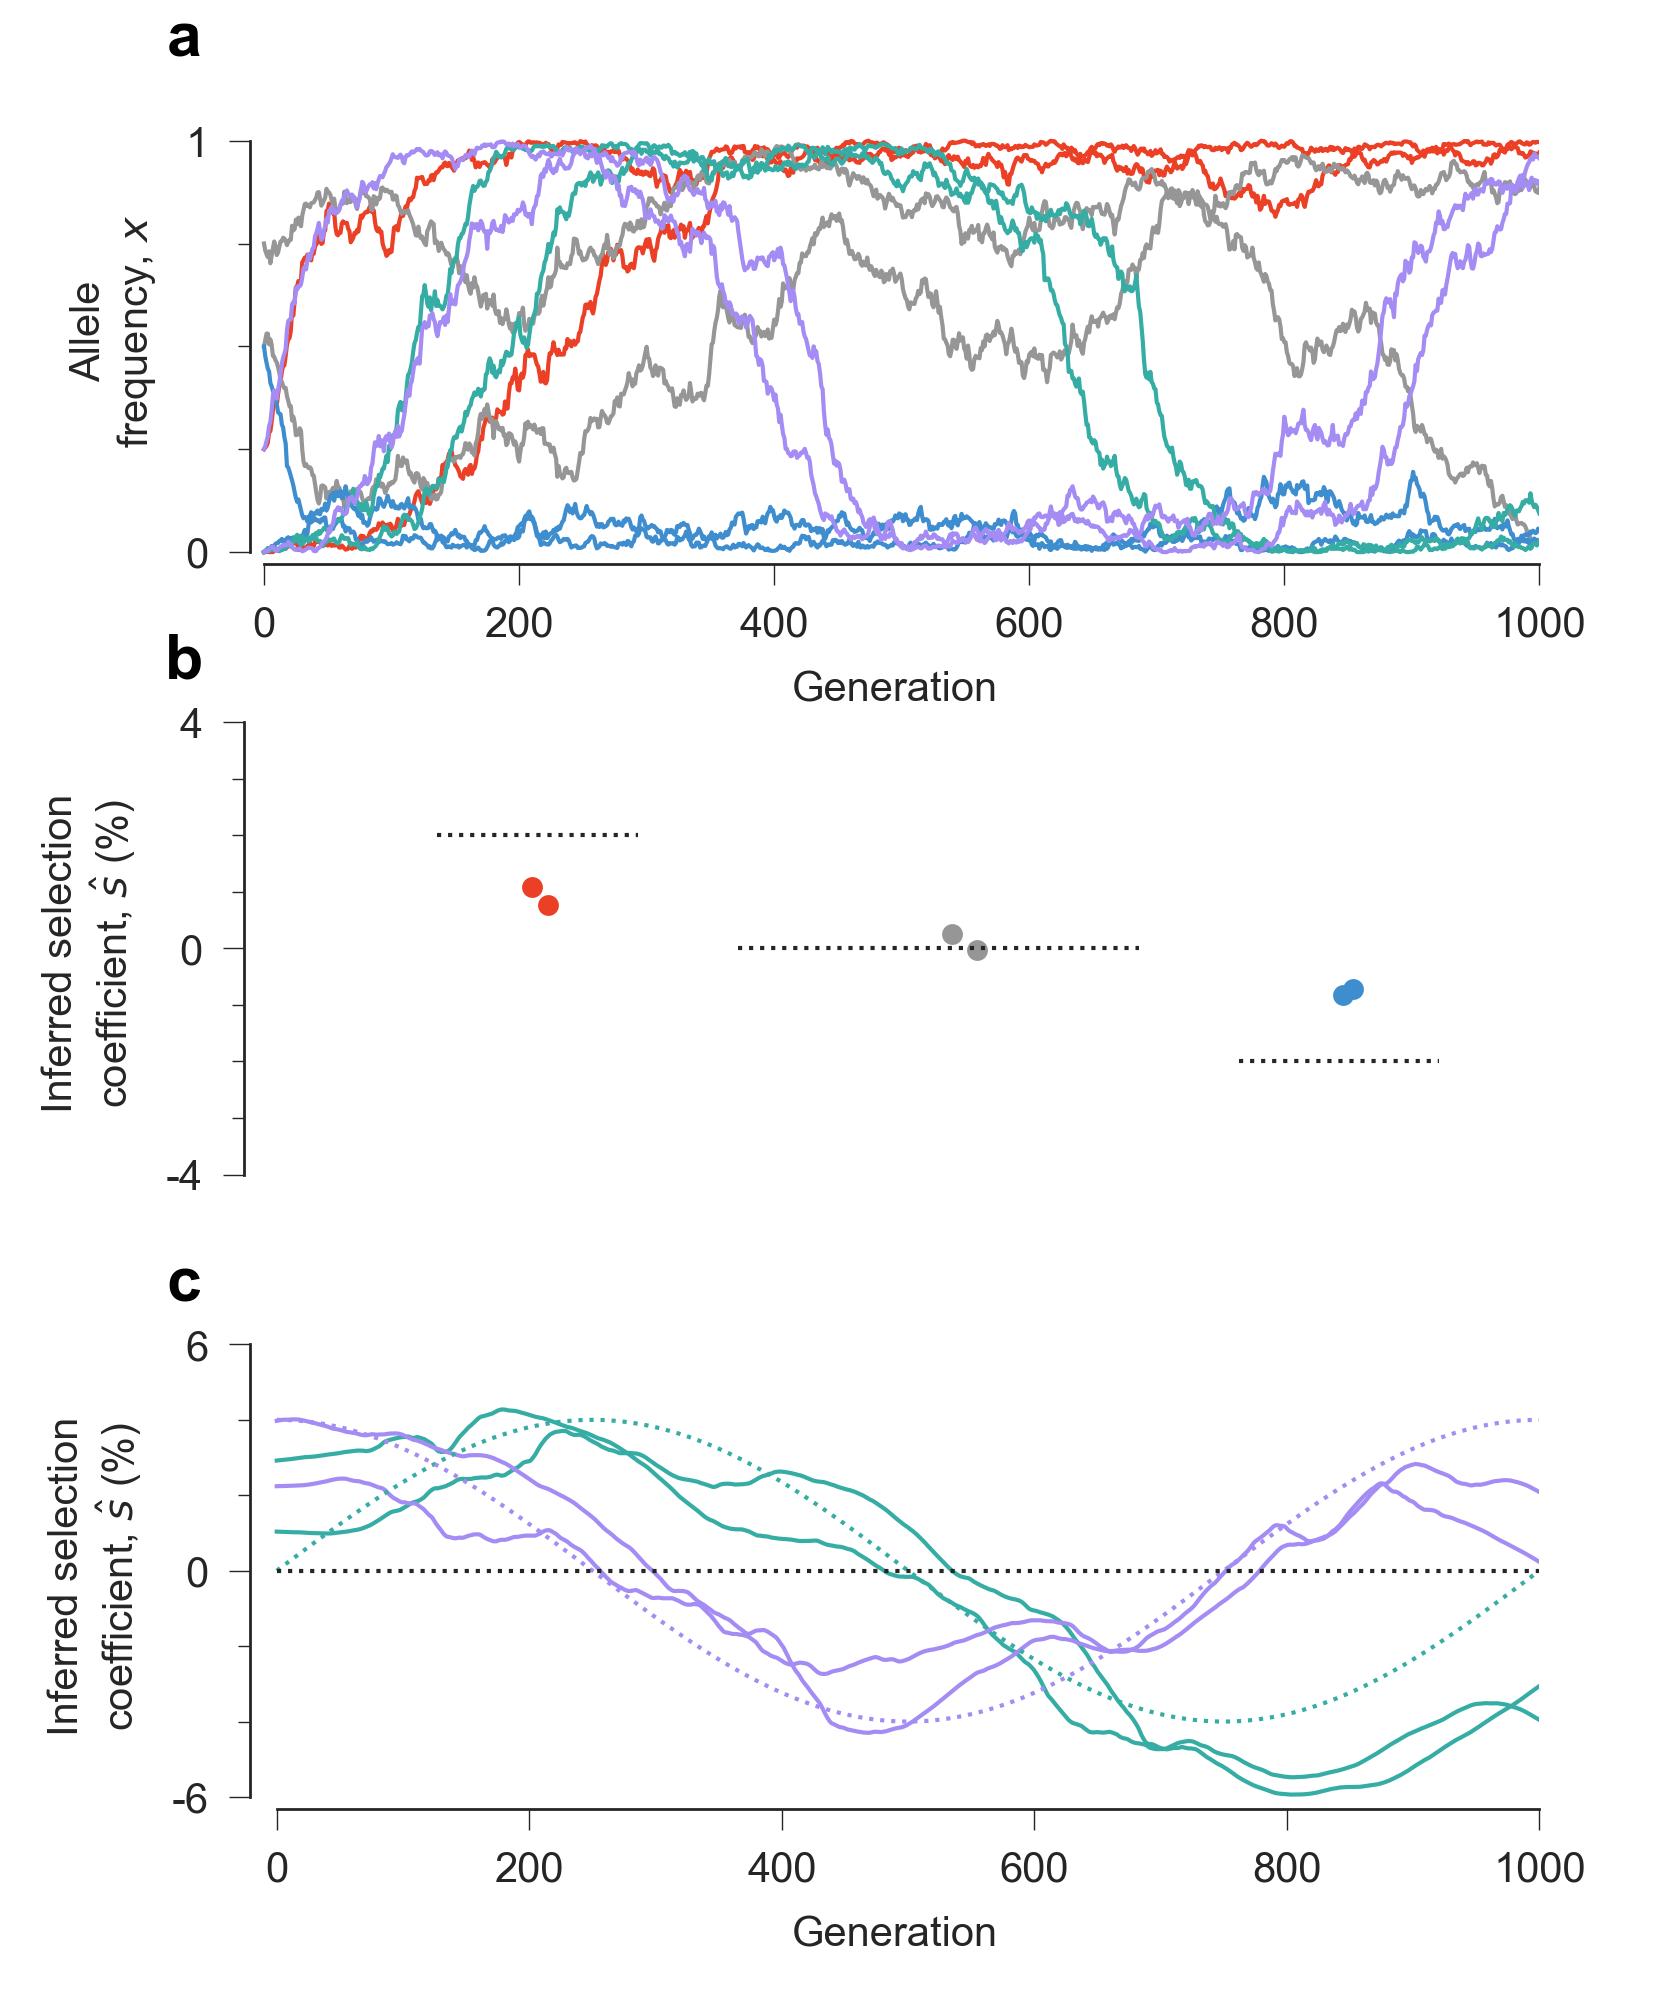 a
1
0
Allele
frequency, x
0 200 400 600 800 1000
Generation
b
4
0
-4
Inferred selection
coefficient, ŝ (%)
c
6
0
-6
Inferred selection
coefficient, ŝ (%)
0 200 400 600 800 1000
Generation